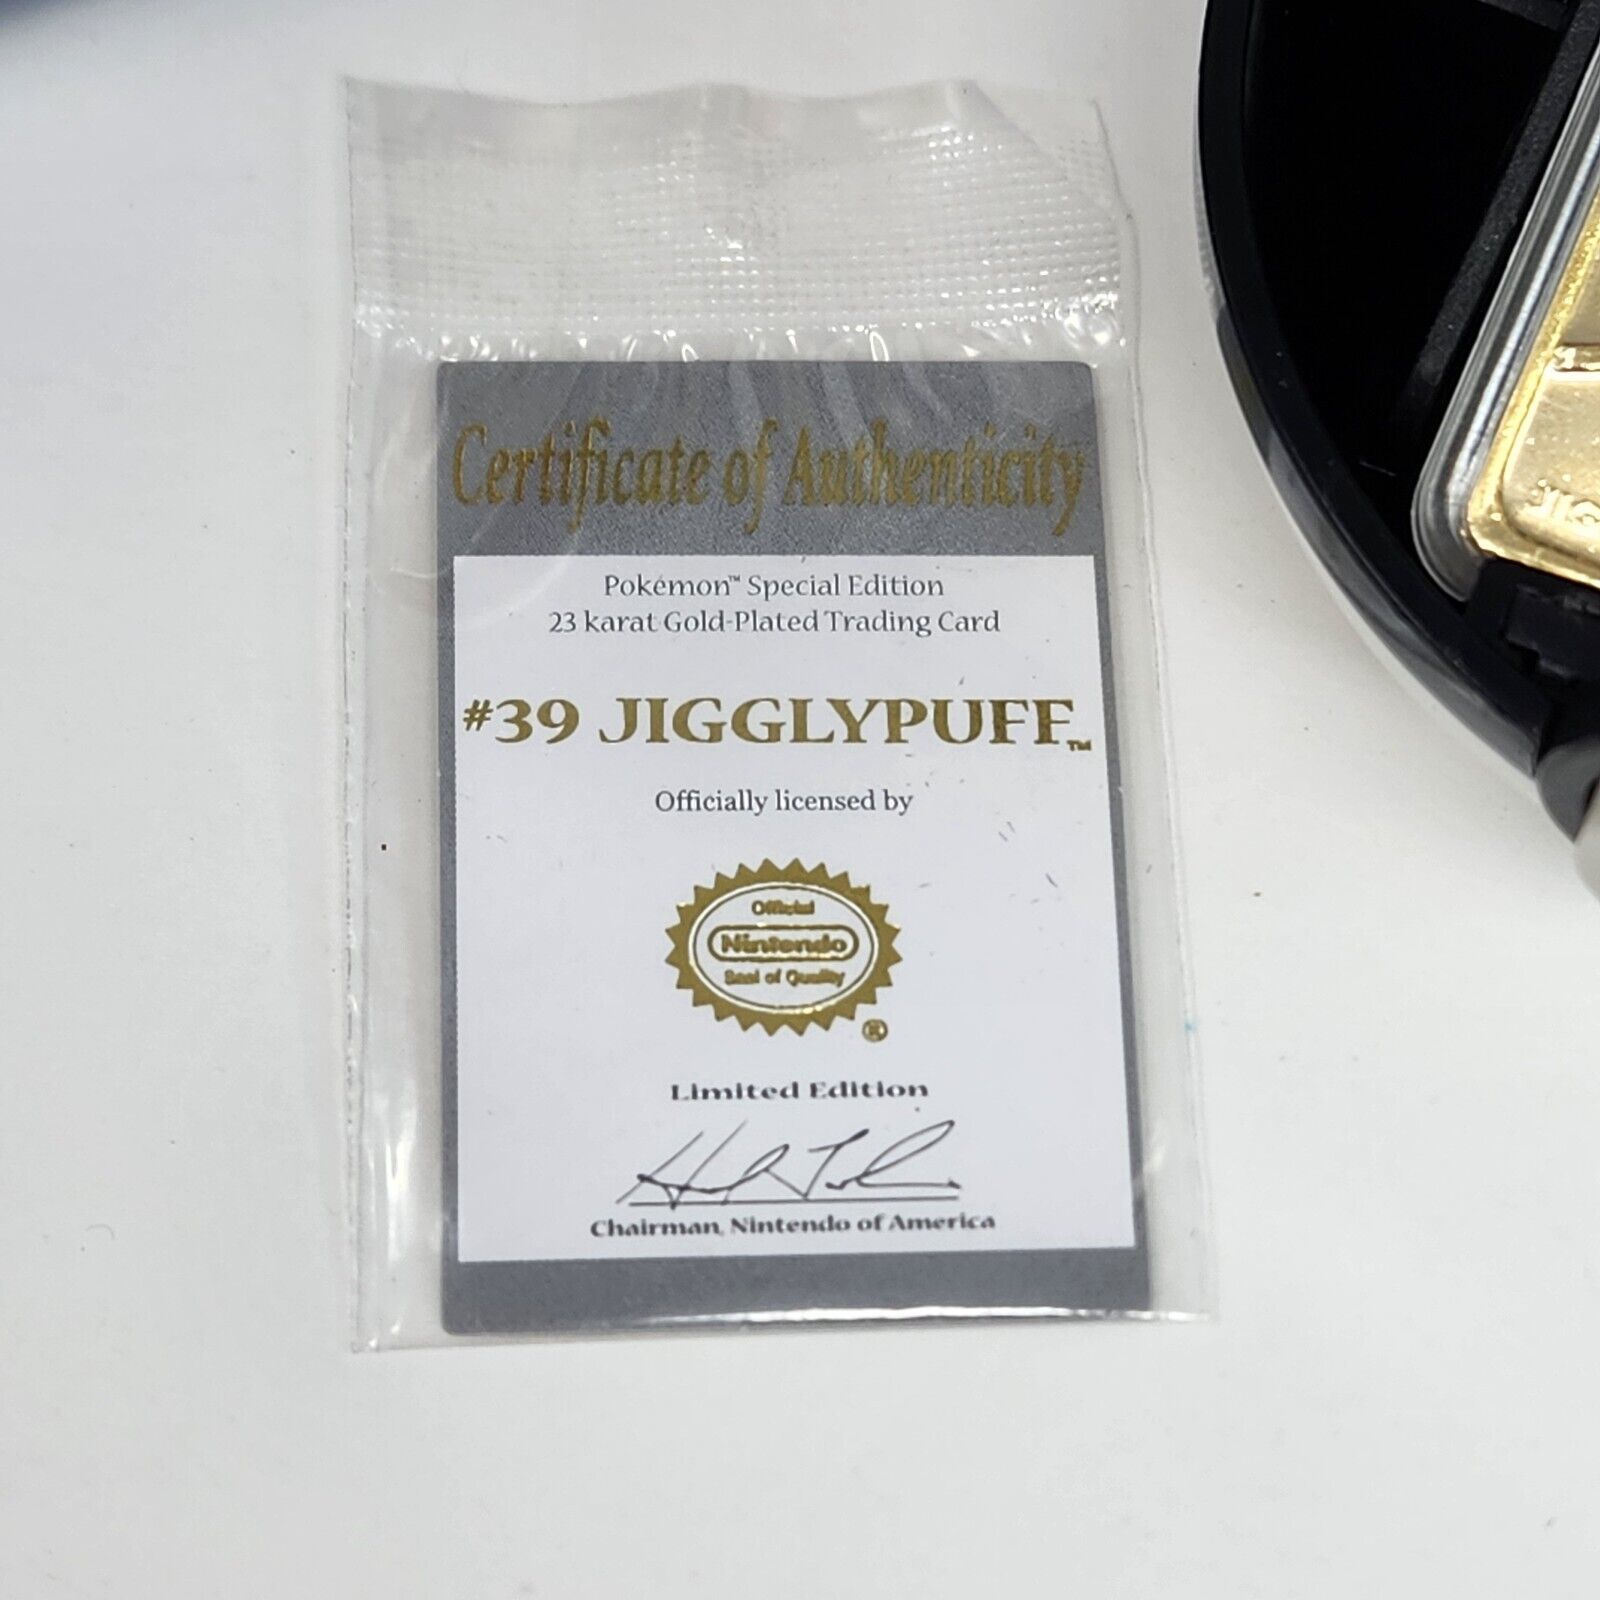 Certificate of Authenticity
Pokémon™ Special Edition
23 karat Gold-Plated Trading Card
#39 JIGGLYPUFF™
Officially licensed by
Official
Nintendo
Seal of Quality
®
Limited Edition
Chairman, Nintendo of America
JIG